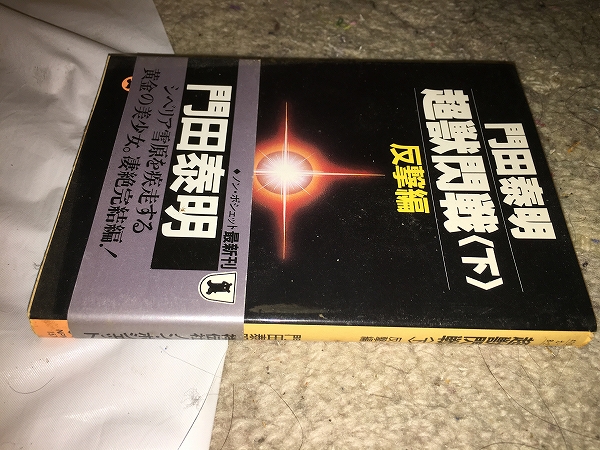 門田泰明
超獣閃戦〈下〉
反撃編
◆ノン・ポシェット最新刊
門田泰明
シベリア雪原を疾走する
黄金の美少女。凄絶完結編!